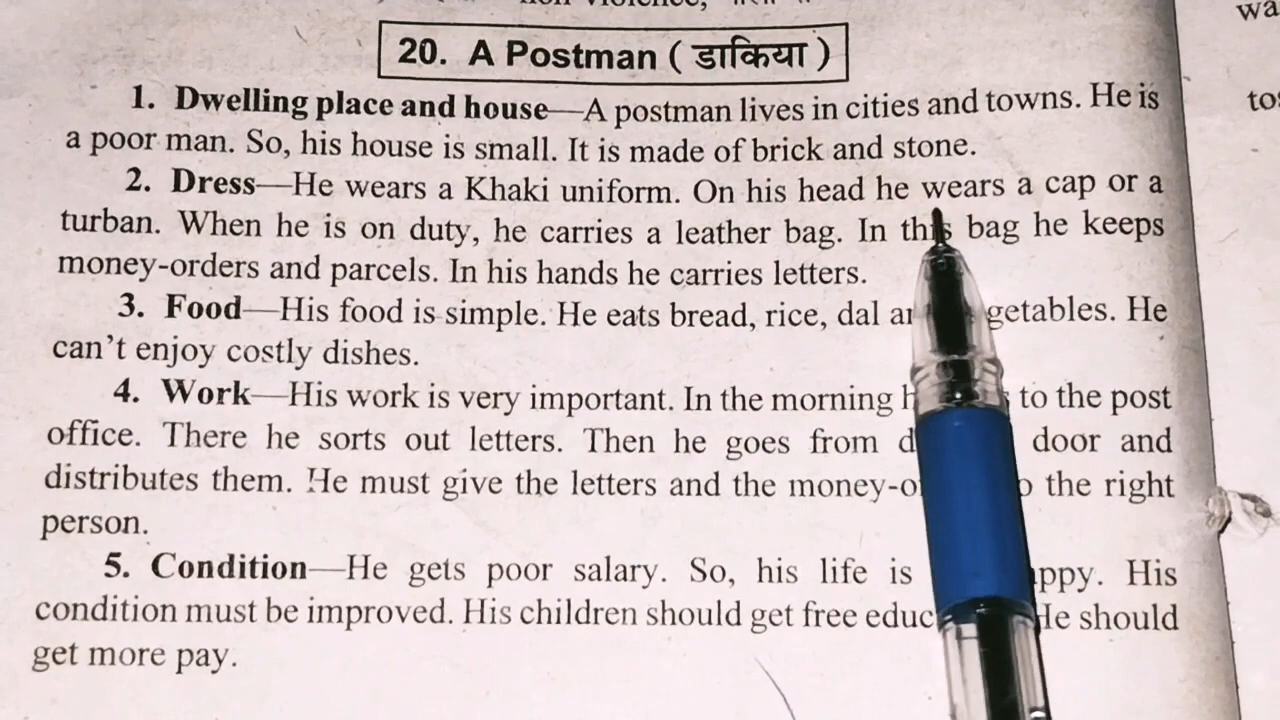 20. A Postman ( डाकिया )
1. Dwelling place and house—A postman lives in cities and towns. He is
a poor man. So, his house is small. It is made of brick and stone.
2. Dress—He wears a Khaki uniform. On his head he wears a cap or a
turban. When he is on duty, he carries a leather bag. In this bag he keeps
money-orders and parcels. In his hands he carries letters.
3. Food—His food is simple. He eats bread, rice, dal
He
can't enjoy costly dishes.
4. Work—His work is very important. In the morning to the post
office. There he sorts out letters. Then he goes from door and
distributes them. He must give the letters and the the right
person.
5. Condition—He gets poor salary. So, his life is His
condition must be improved. His children should get free He should
get more pay.